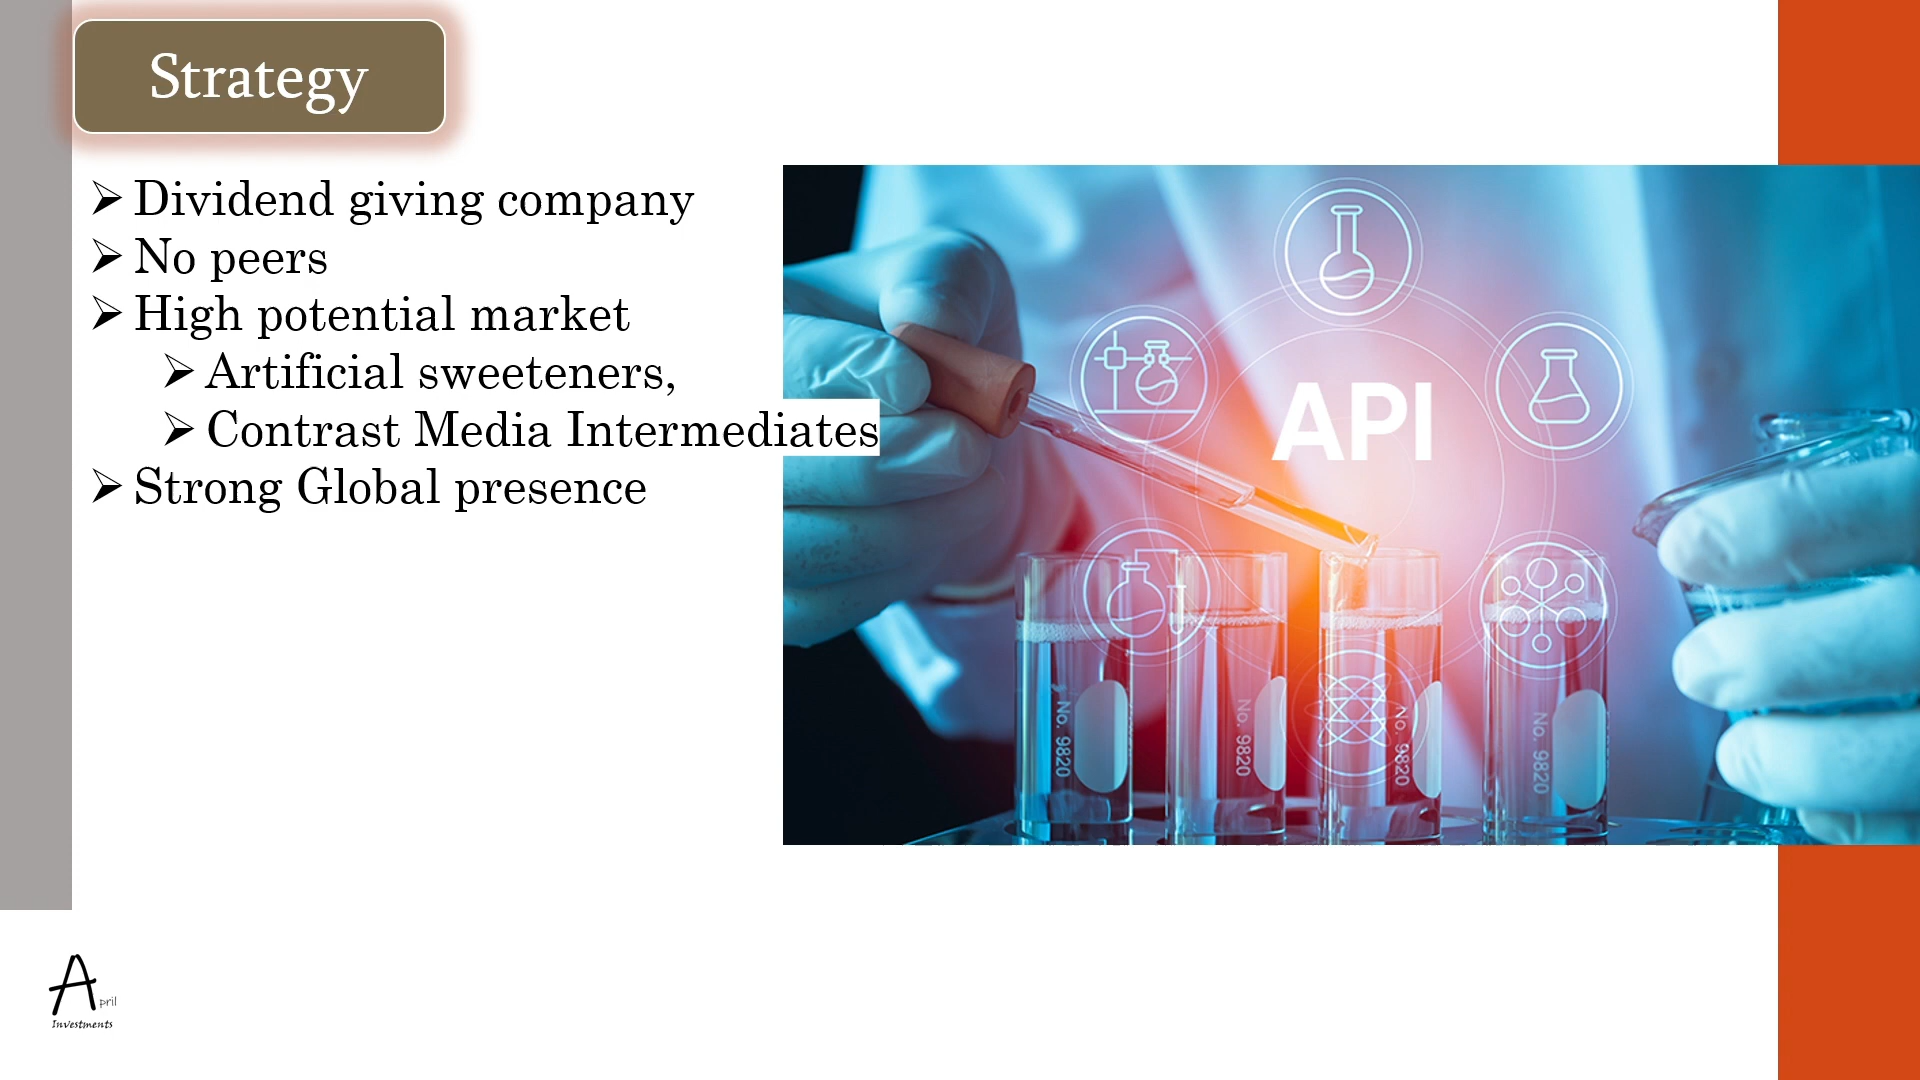 Strategy
Dividend giving company
No peers
High potential market
Artificial sweeteners,
Contrast Media Intermediates
Strong Global presence
API
No. 9820
No. 9820
No. 9820
No. 9820
April
Investments